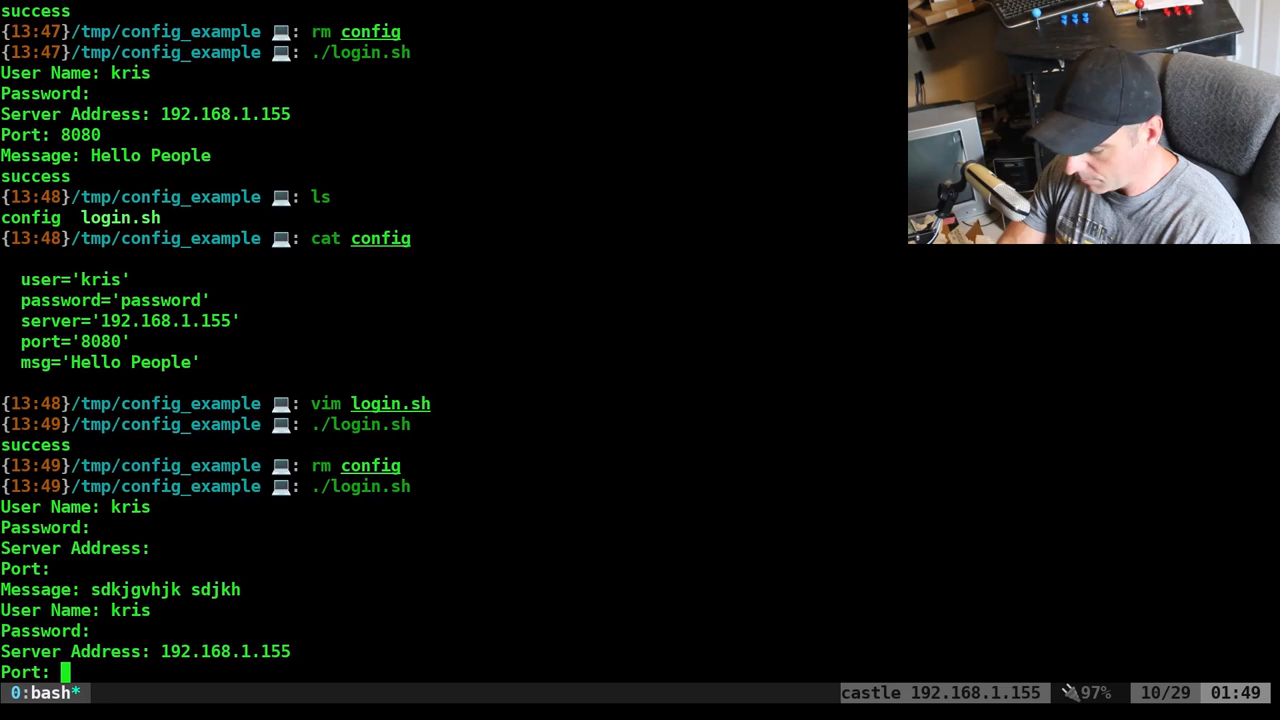 success
{13:47}/tmp/config_example 💻: rm config
{13:47}/tmp/config_example 💻: ./login.sh
User Name: kris
Password:
Server Address: 192.168.1.155
Port: 8080
Message: Hello People
success
{13:48}/tmp/config_example 💻: ls
config  login.sh
{13:48}/tmp/config_example 💻: cat config
  user='kris'
  password='password'
  server='192.168.1.155'
  port='8080'
  msg='Hello People'
{13:48}/tmp/config_example 💻: vim login.sh
{13:49}/tmp/config_example 💻: ./login.sh
success
{13:49}/tmp/config_example 💻: rm config
{13:49}/tmp/config_example 💻: ./login.sh
User Name: kris
Password:
Server Address:
Port:
Message: sdkjgvhjk sdjkh
User Name: kris
Password:
Server Address: 192.168.1.155
Port:
0:bash* castle 192.168.1.155 🔌97% 10/29 01:49